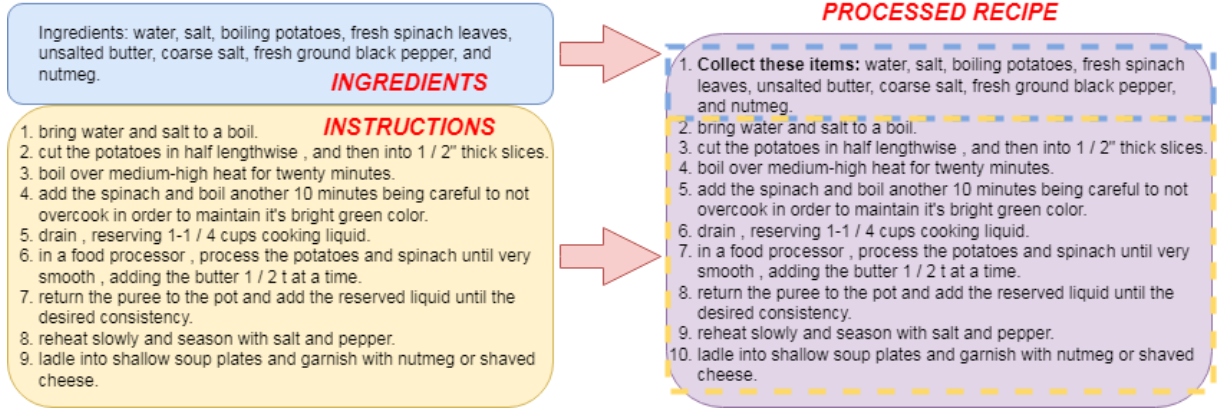 Ingredients: water, salt, boiling potatoes, fresh spinach leaves,
unsalted butter, coarse salt, fresh ground black pepper, and
nutmeg.
INGREDIENTS
INSTRUCTIONS
1. bring water and salt to a boil.
2. cut the potatoes in half lengthwise , and then into 1 / 2" thick slices.
3. boil over medium-high heat for twenty minutes.
4. add the spinach and boil another 10 minutes being careful to not
overcook in order to maintain it's bright green color.
5. drain , reserving 1-1 / 4 cups cooking liquid.
6. in a food processor , process the potatoes and spinach until very
smooth , adding the butter 1 / 2 t at a time.
7. return the puree to the pot and add the reserved liquid until the
desired consistency.
8. reheat slowly and season with salt and pepper.
9. ladle into shallow soup plates and garnish with nutmeg or shaved
cheese.
PROCESSED RECIPE
1. Collect these items: water, salt, boiling potatoes, fresh spinach
leaves, unsalted butter, coarse salt, fresh ground black pepper,
and nutmeg.
2. bring water and salt to a boil.
3. cut the potatoes in half lengthwise , and then into 1 / 2" thick slices.
4. boil over medium-high heat for twenty minutes.
5. add the spinach and boil another 10 minutes being careful to not
overcook in order to maintain it's bright green color.
6. drain , reserving 1-1 / 4 cups cooking liquid.
7. in a food processor , process the potatoes and spinach until very
smooth , adding the butter 1 / 2 t at a time.
8. return the puree to the pot and add the reserved liquid until the
desired consistency.
9. reheat slowly and season with salt and pepper.
10. ladle into shallow soup plates and garnish with nutmeg or shaved
cheese.